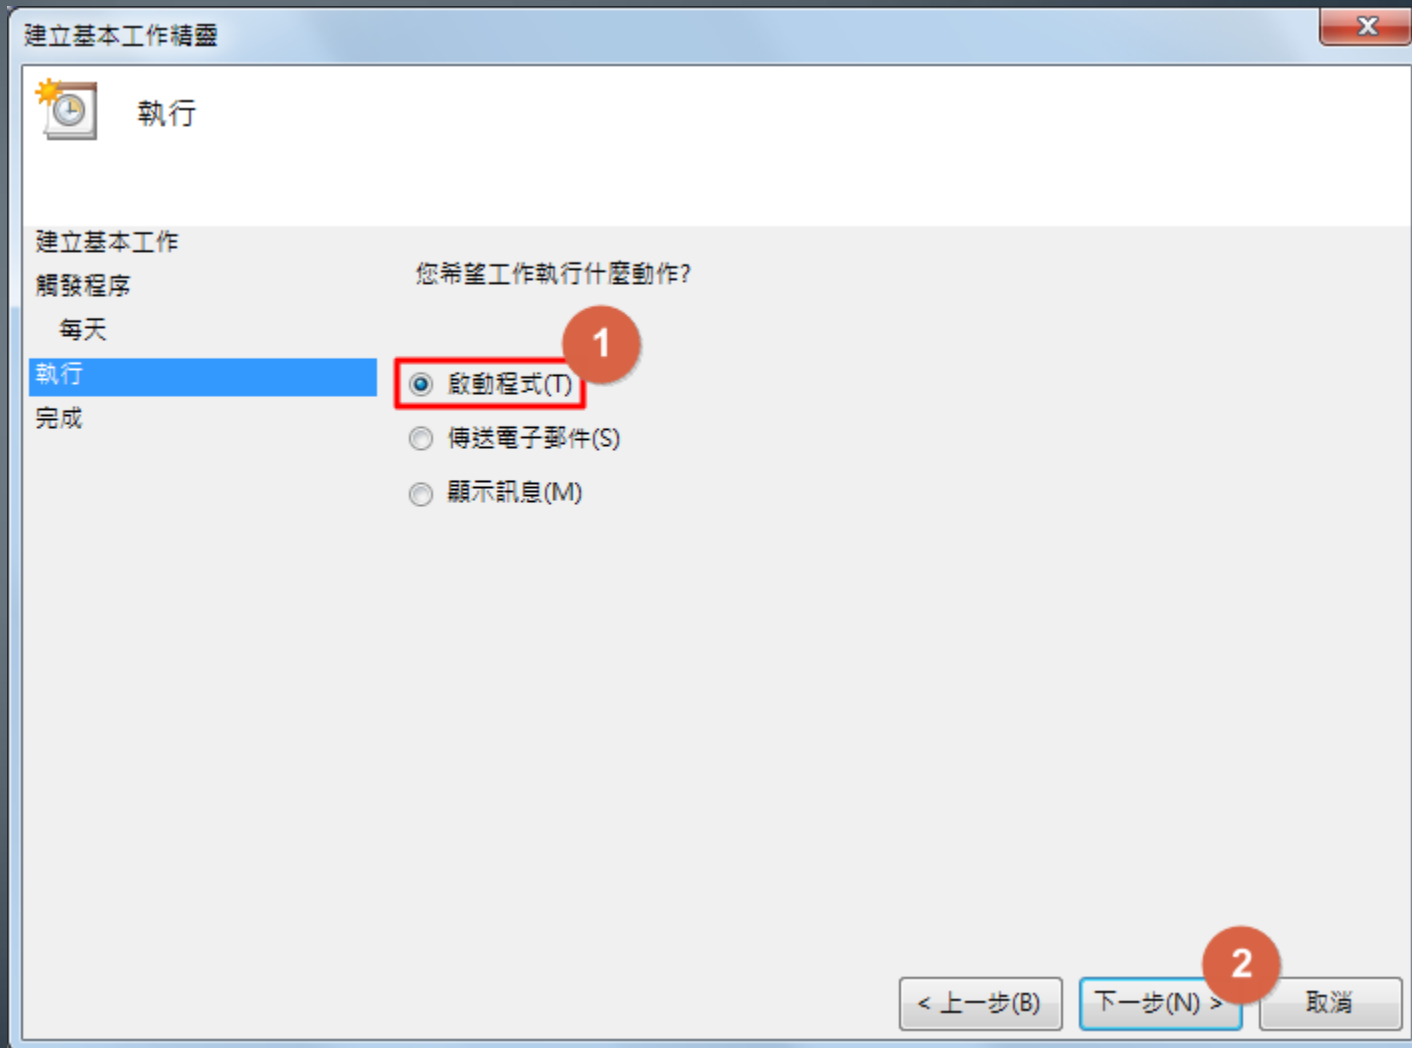 建立基本工作精靈
執行
建立基本工作
觸發程序
每天
執行
完成
您希望工作執行什麼動作?
1
啟動程式(T)
傳送電子郵件(S)
顯示訊息(M)
2
< 上一步(B)
下一步(N) >
取消